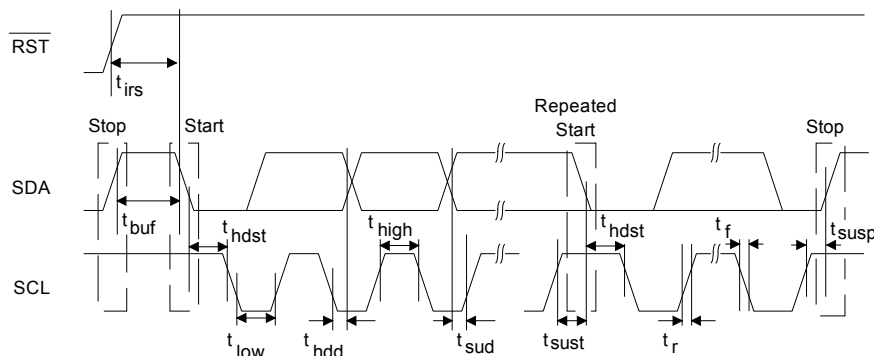 RST
t irs
Repeated
Stop Start Start Stop
SDA
t buf t hdst t high t hdst t f t susp
SCL
t low t hdd t sud t sust t r